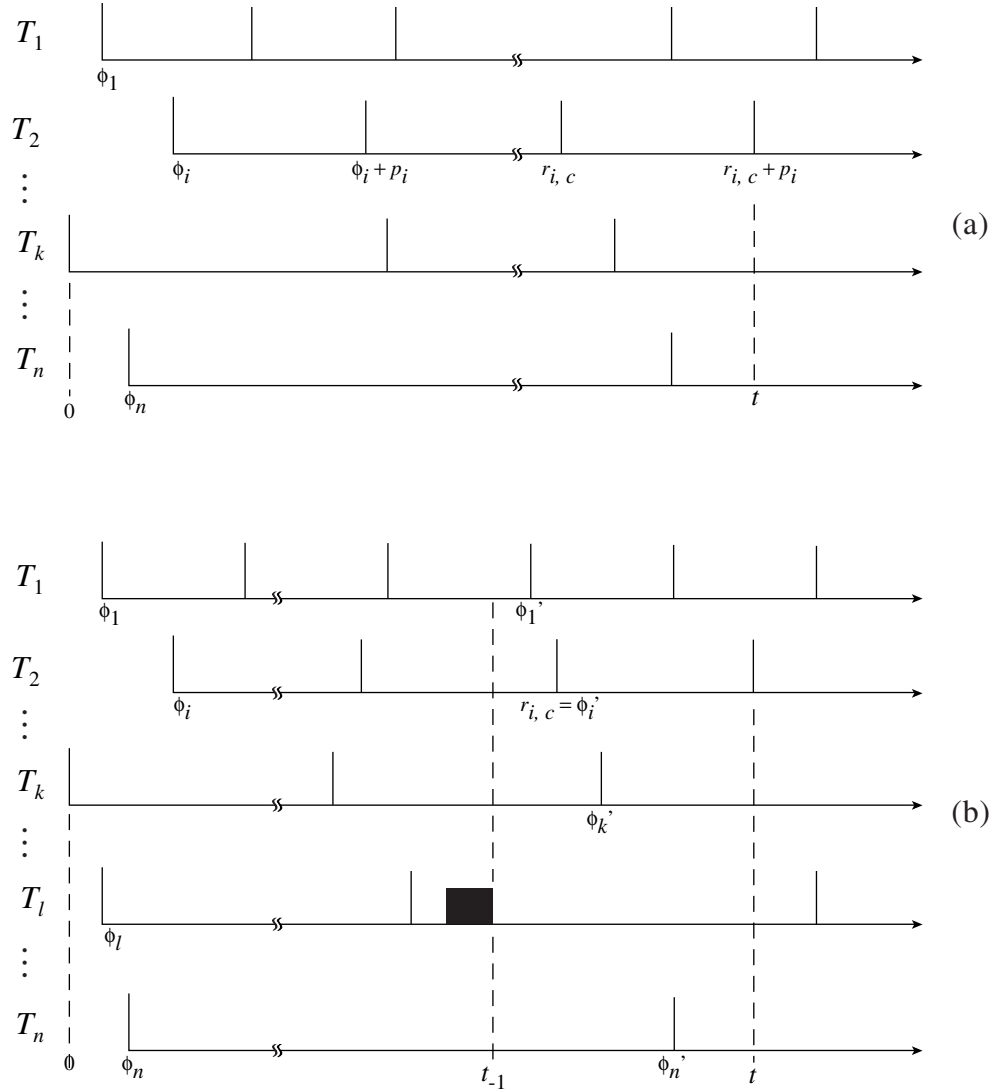 T1
ϕ1
T2
ϕi ϕi + pi ri, c ri, c + pi
⋮
Tk
(a)
⋮
Tn
0 ϕn t
T1
ϕ1 ϕ1’
T2
ϕi ri, c = ϕi’
⋮
Tk
ϕk’
(b)
⋮
Tl
ϕl
⋮
Tn
0 ϕn t-1 ϕn’ t